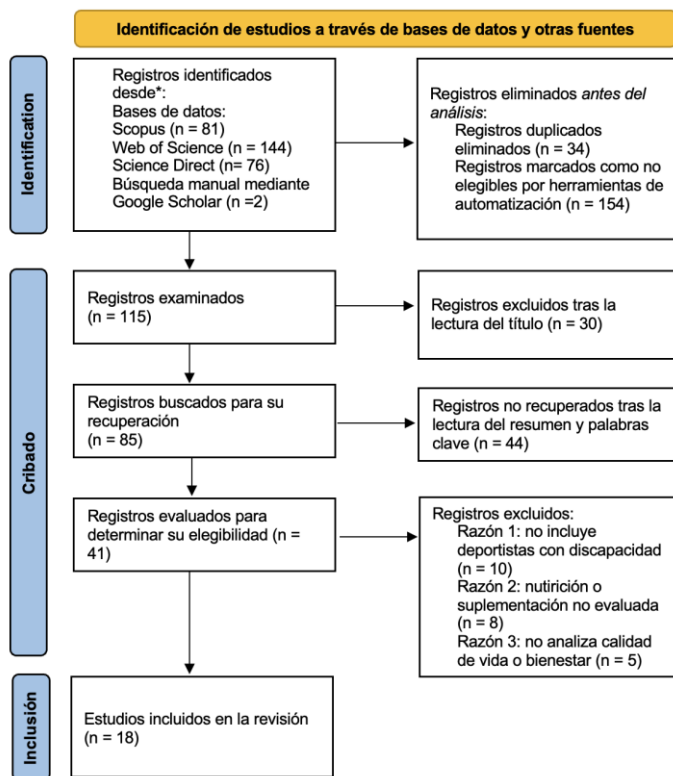 Identificación de estudios a través de bases de datos y otras fuentes
Identification
Registros identificados
desde*:
Bases de datos:
Scopus (n = 81)
Web of Science (n = 144)
Science Direct (n= 76)
Búsqueda manual mediante
Google Scholar (n =2)
Registros eliminados antes del
análisis:
Registros duplicados
eliminados (n = 34)
Registros marcados como no
elegibles por herramientas de
automatización (n = 154)
Cribado
Registros examinados
(n = 115)
Registros excluidos tras la
lectura del título (n = 30)
Registros buscados para su
recuperación
(n = 85)
Registros no recuperados tras la
lectura del resumen y palabras
clave (n = 44)
Registros evaluados para
determinar su elegibilidad (n =
41)
Registros excluidos:
Razón 1: no incluye
deportistas con discapacidad
(n = 10)
Razón 2: nutirición o
suplementación no evaluada
(n = 8)
Razón 3: no analiza calidad
de vida o bienestar (n = 5)
Inclusión
Estudios incluidos en la revisión
(n = 18)